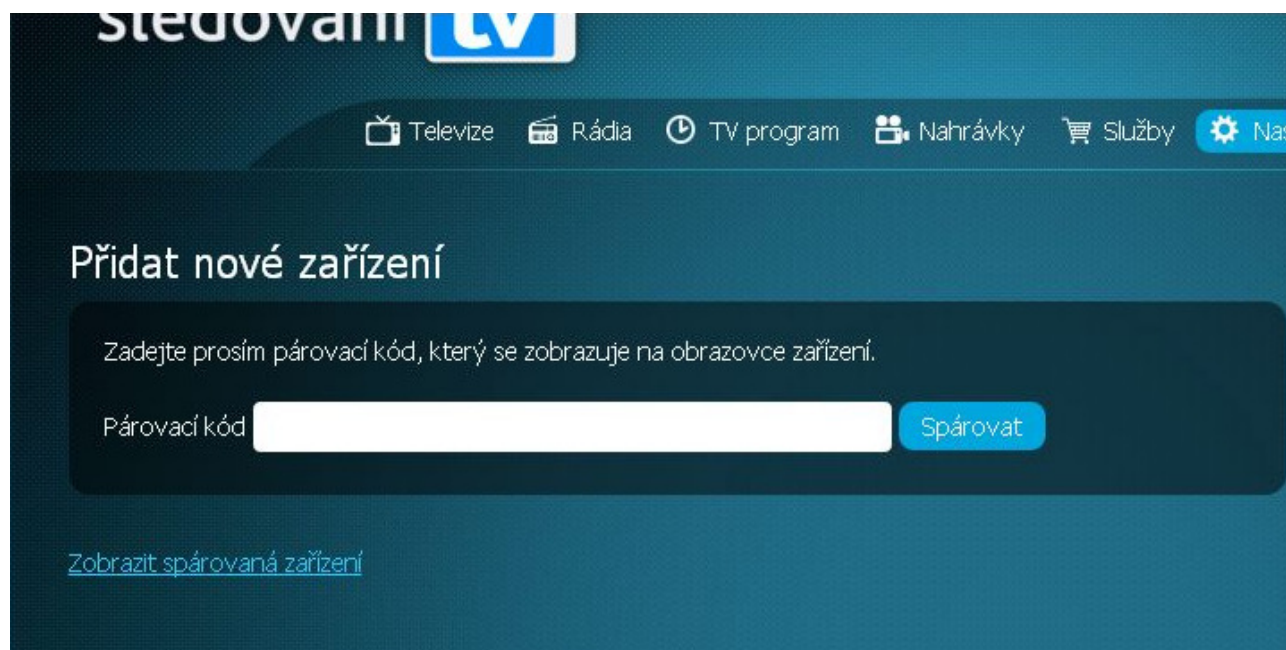 sledování tv
Televize Rádia TV program Nahrávky Služby
Přidat nové zařízení
Zadejte prosím párovací kód, který se zobrazuje na obrazovce zařízení.
Párovací kód Spárovat
Zobrazit spárovaná zařízení